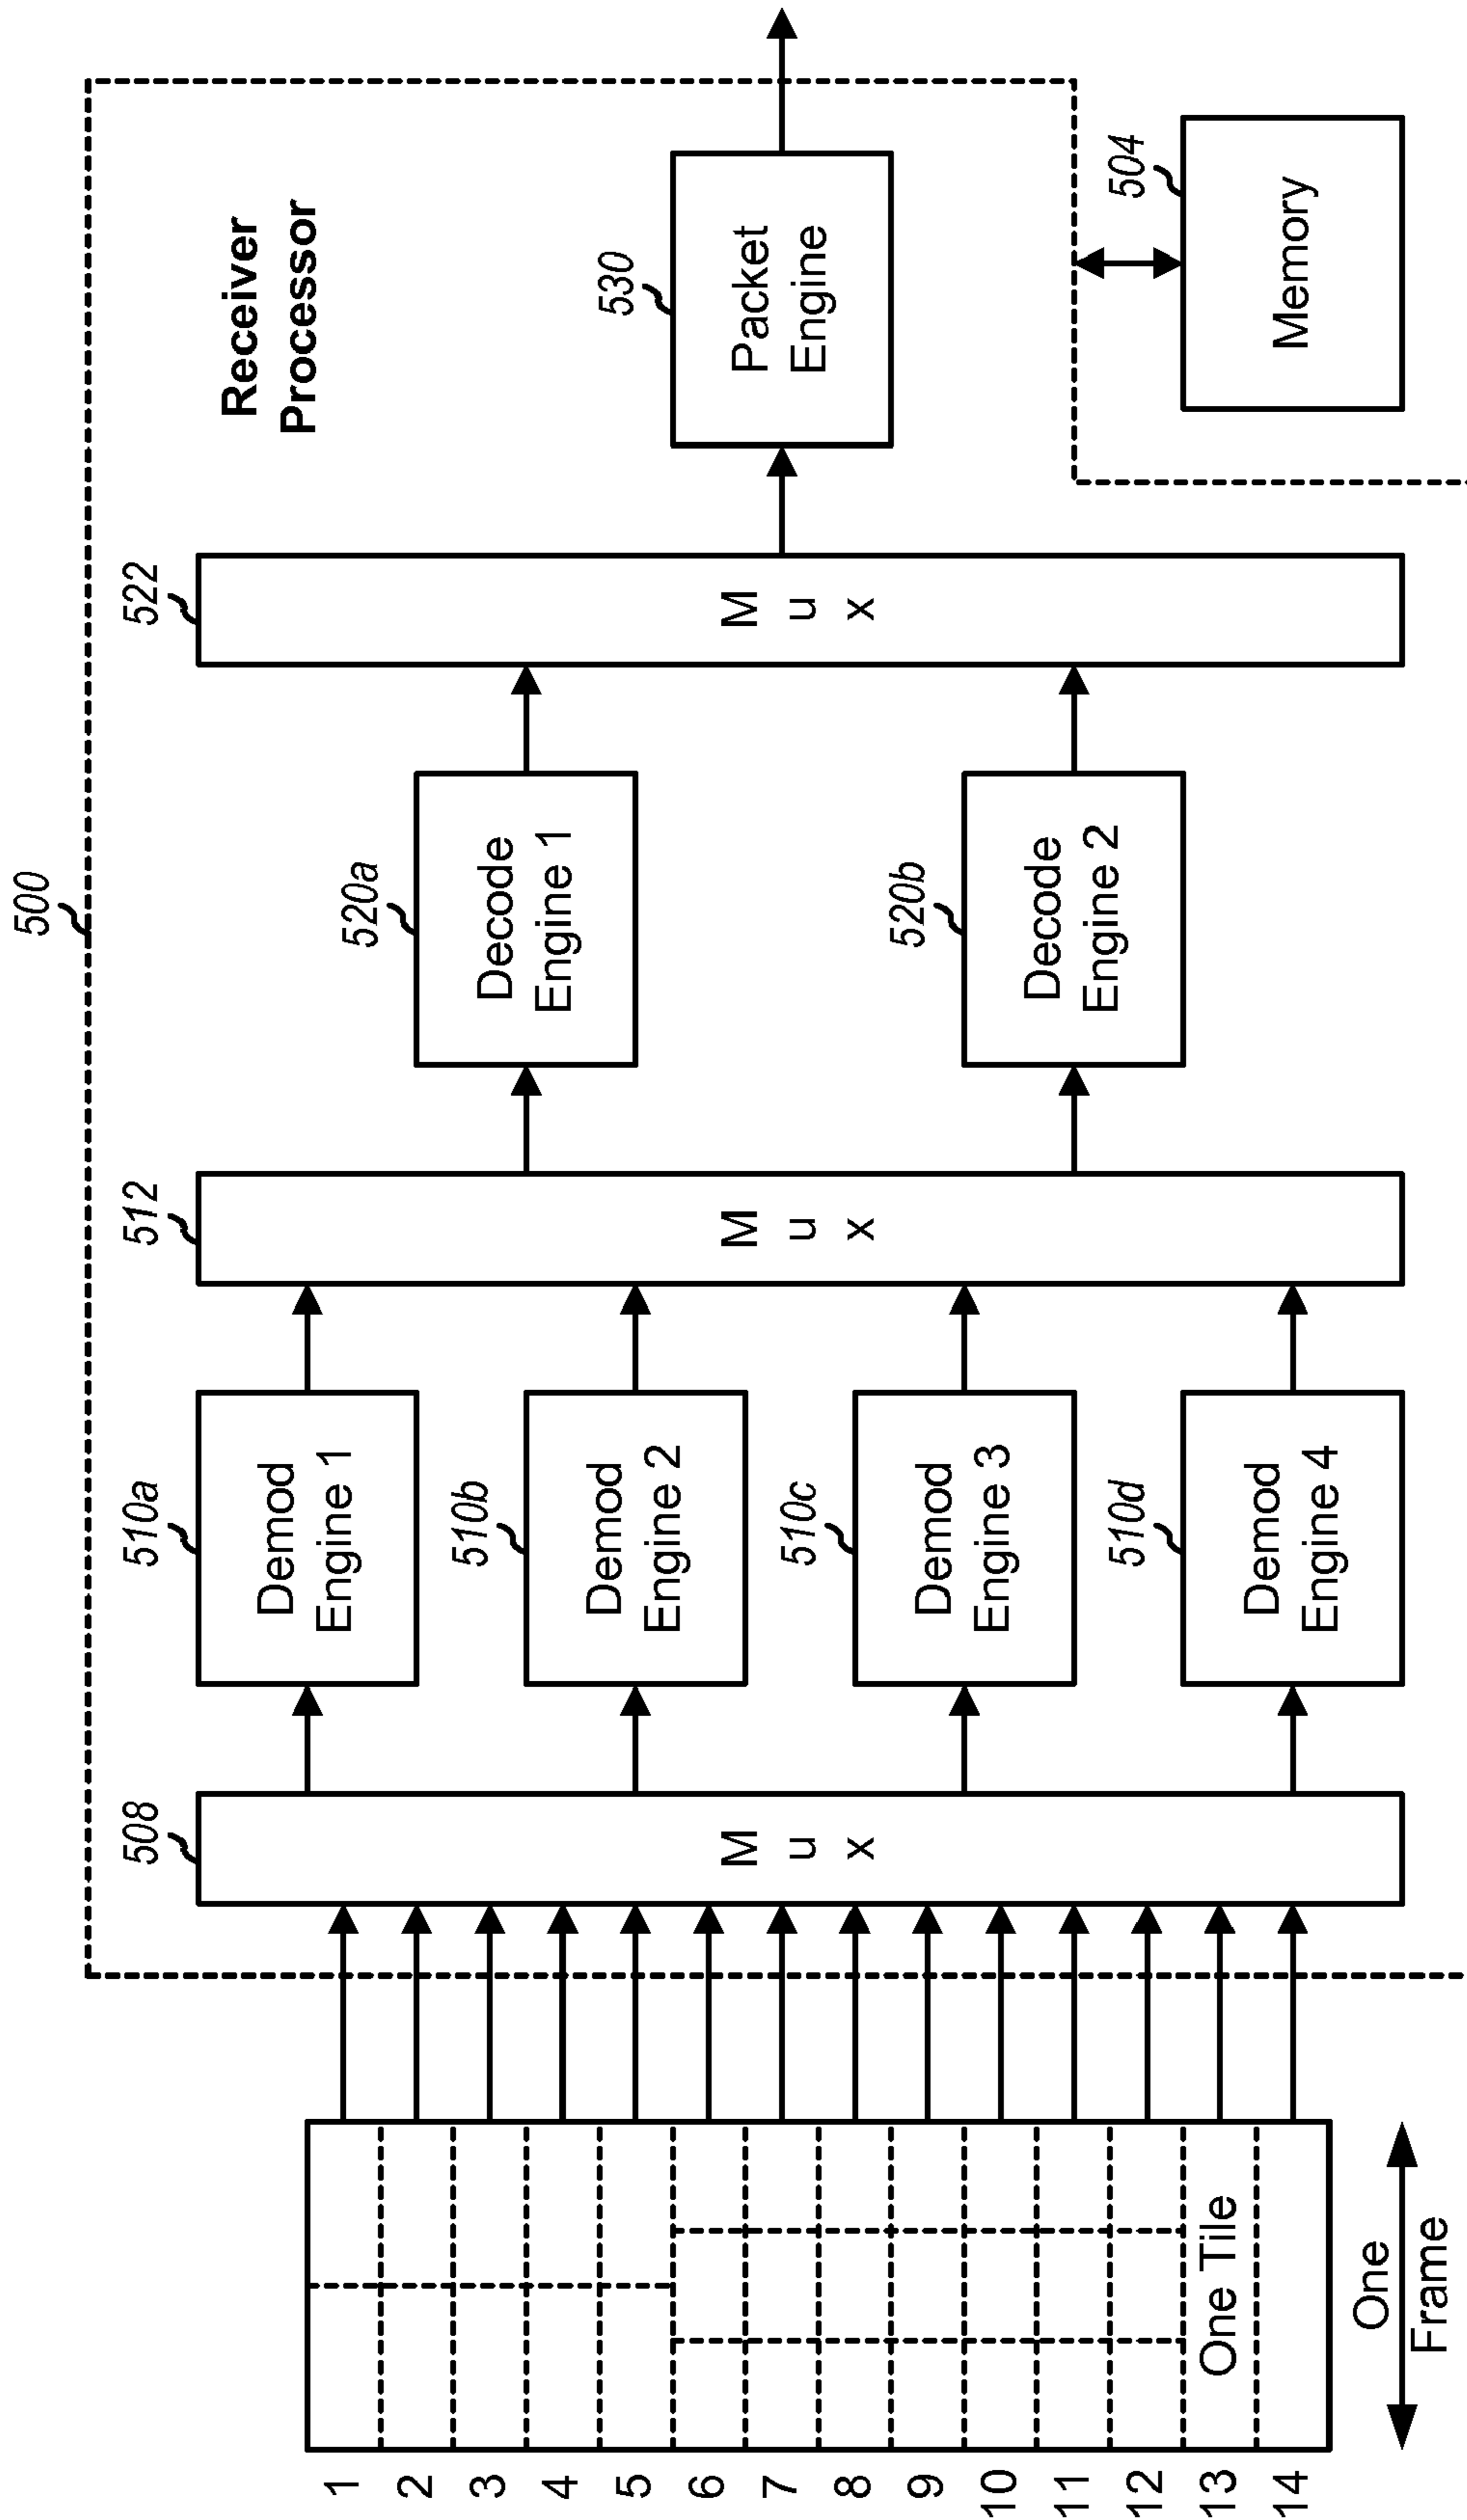 500
Receiver
Processor
508
M
u
x
510a
Demod
Engine 1
510b
Demod
Engine 2
510c
Demod
Engine 3
510d
Demod
Engine 4
512
M
u
x
520a
Decode
Engine 1
520b
Decode
Engine 2
522
M
u
x
530
Packet
Engine
504
Memory
1
2
3
4
5
6
7
8
9
10
11
12
13
14
One Tile
One
Frame